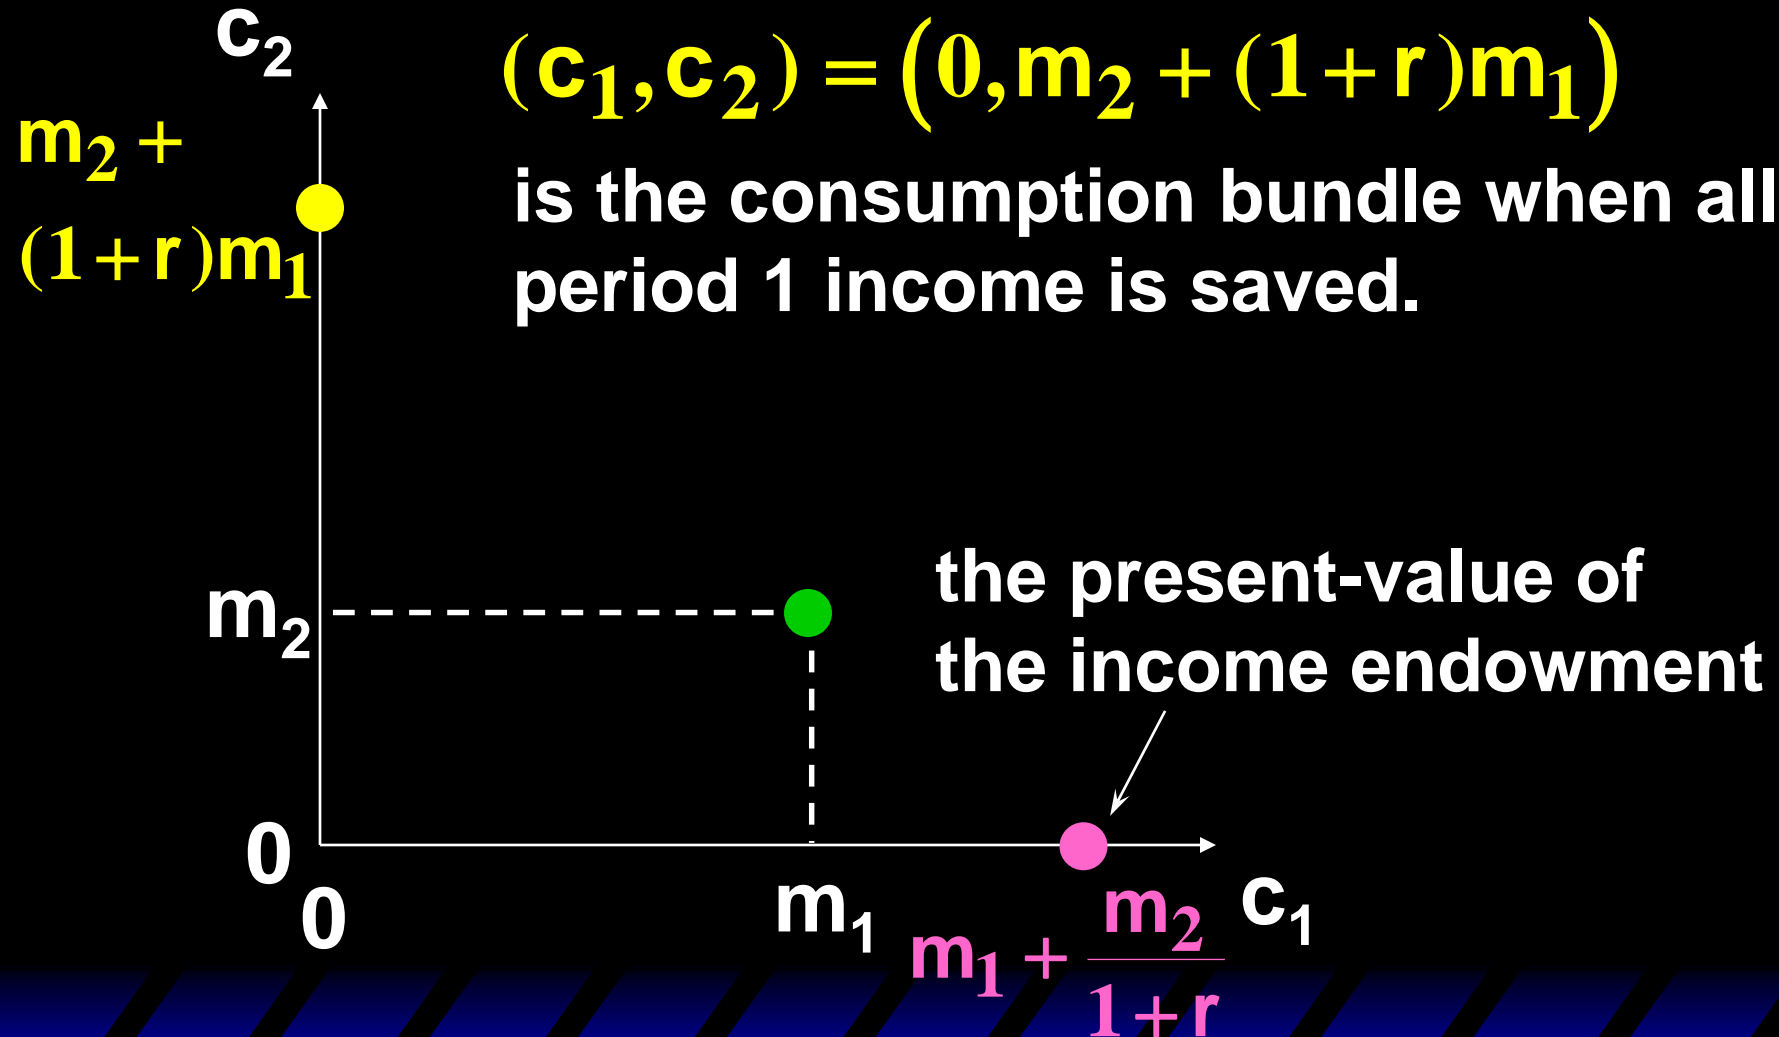 c₂
(c₁,c₂) = (0,m₂ + (1 + r)m₁)
m₂ +
(1 + r)m₁
is the consumption bundle when all
period 1 income is saved.
the present-value of
the income endowment
m₂
0
0
m₁
m₁ + m₂/1 + r
c₁